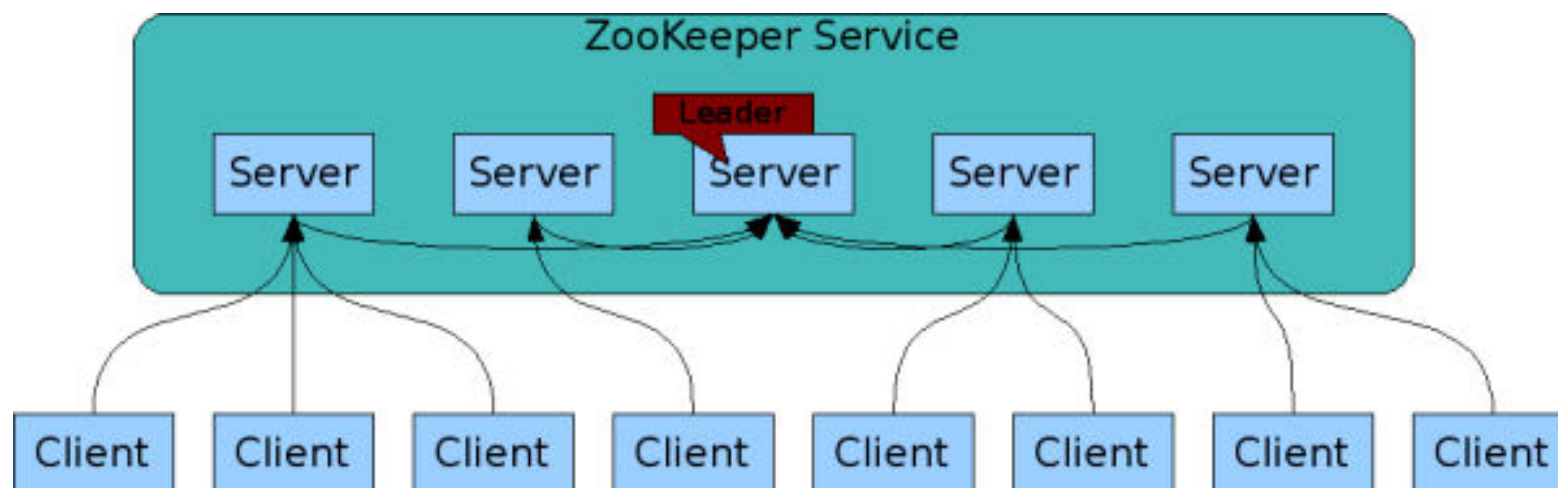 ZooKeeper Service
Leader
Server Server Server Server Server
Client Client Client Client Client Client Client Client